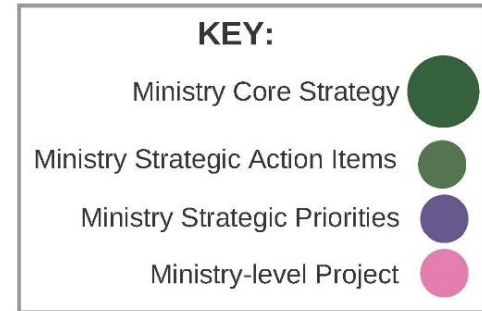 KEY:
Ministry Core Strategy
Ministry Strategic Action Items
Ministry Strategic Priorities
Ministry-level Project